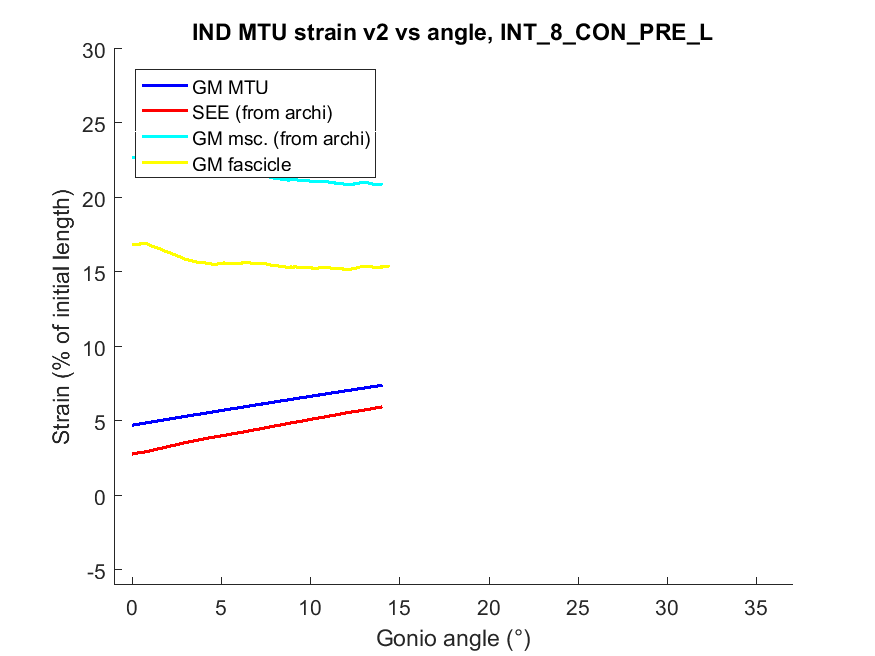 IND MTU strain v2 vs angle, INT_8_CON_PRE_L
30
25
20
15
10
5
0
-5
Strain (% of initial length)
GM MTU
SEE (from archi)
GM msc. (from archi)
GM fascicle
0 5 10 15 20 25 30 35
Gonio angle (°)